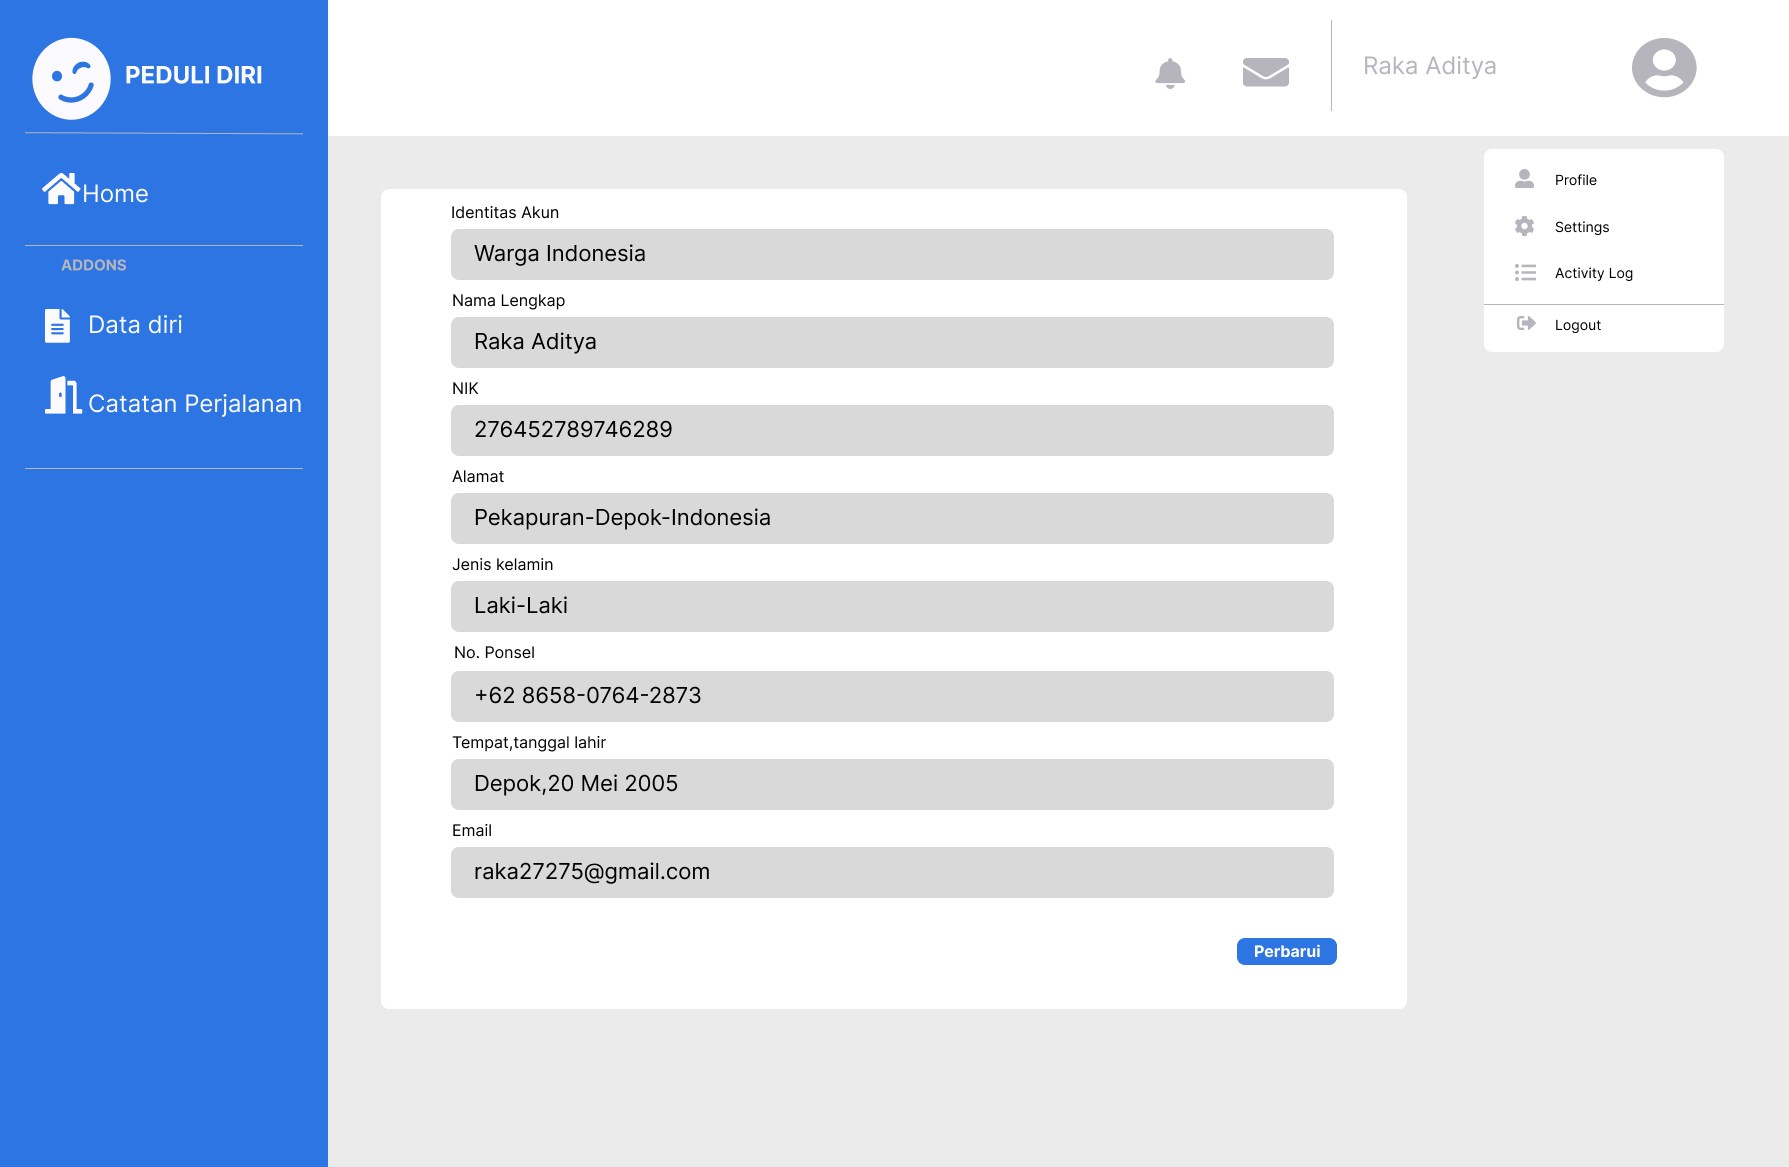 PEDULI DIRI
Home
ADDONS
Data diri
Catatan Perjalanan
Raka Aditya
Profile
Settings
Activity Log
Logout
Identitas Akun
Warga Indonesia
Nama Lengkap
Raka Aditya
NIK
276452789746289
Alamat
Pekapuran-Depok-Indonesia
Jenis kelamin
Laki-Laki
No. Ponsel
+62 8658-0764-2873
Tempat,tanggal lahir
Depok,20 Mei 2005
Email
raka27275@gmail.com
Perbarui